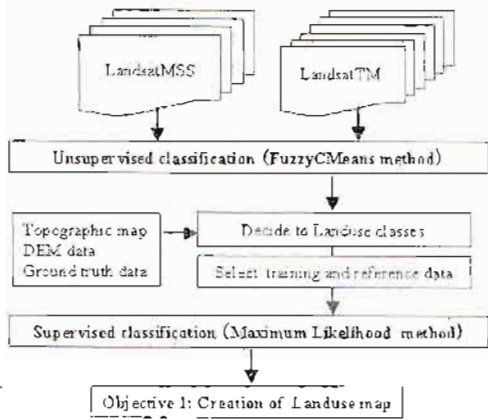 LandsatMSS
LandsatTM
Unsupervised classification (FuzzyCMeans method)
Topographic map
DEM data
Ground truth data
Decide to Landuse classes
Select training and reference data
Supervised classification (Maximum Likelihood method)
Objective 1: Creation of Landuse map